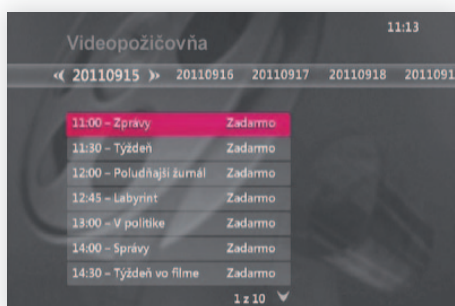 11:13
Videopožičovňa
« 20110915 » 20110916 20110917 20110918 2011091
11:00 – Zprávy Zadarmo
11:30 – Týždeň Zadarmo
12:00 – Poludňajší žurnál Zadarmo
12:45 – Labyrint Zadarmo
13:00 – V politike Zadarmo
14:00 – Správy Zadarmo
14:30 – Týždeň vo filme Zadarmo
1 z 10